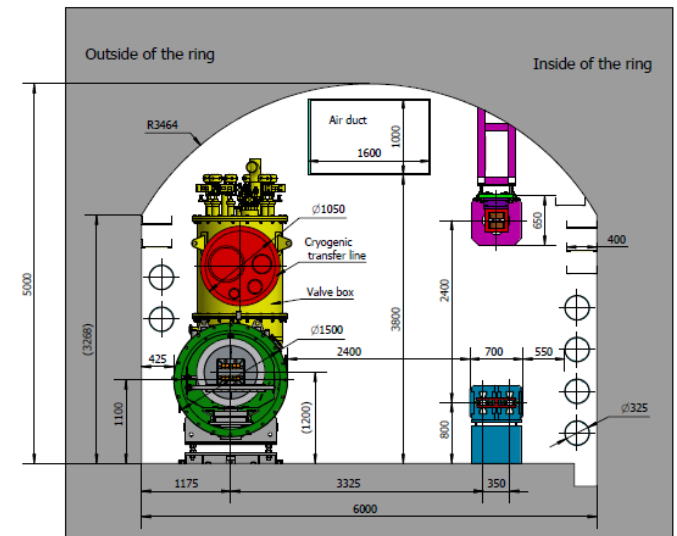 Outside of the ring
Inside of the ring
R3464
Air duct
1000
1600
Ø1050
Cryogenic
transfer line
Valve box
Ø1500
650
400
5000
(3268)
2400
3800
425
2400
700
550
1100
(1200)
800
Ø325
1175
3325
350
6000